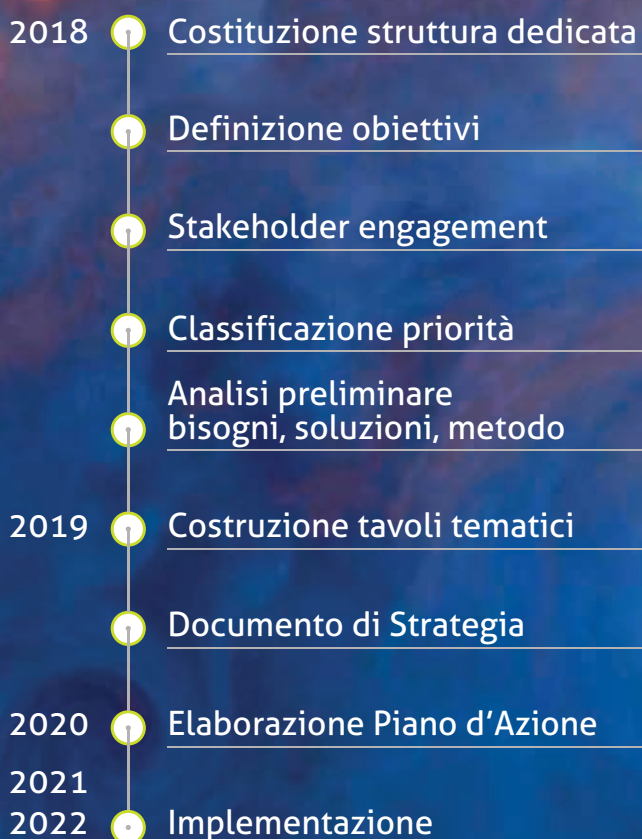 2018 Costituzione struttura dedicata
Definizione obiettivi
Stakeholder engagement
Classificazione priorità
Analisi preliminare
bisogni, soluzioni, metodo
2019 Costruzione tavoli tematici
Documento di Strategia
2020 Elaborazione Piano d’Azione
2021
2022 Implementazione